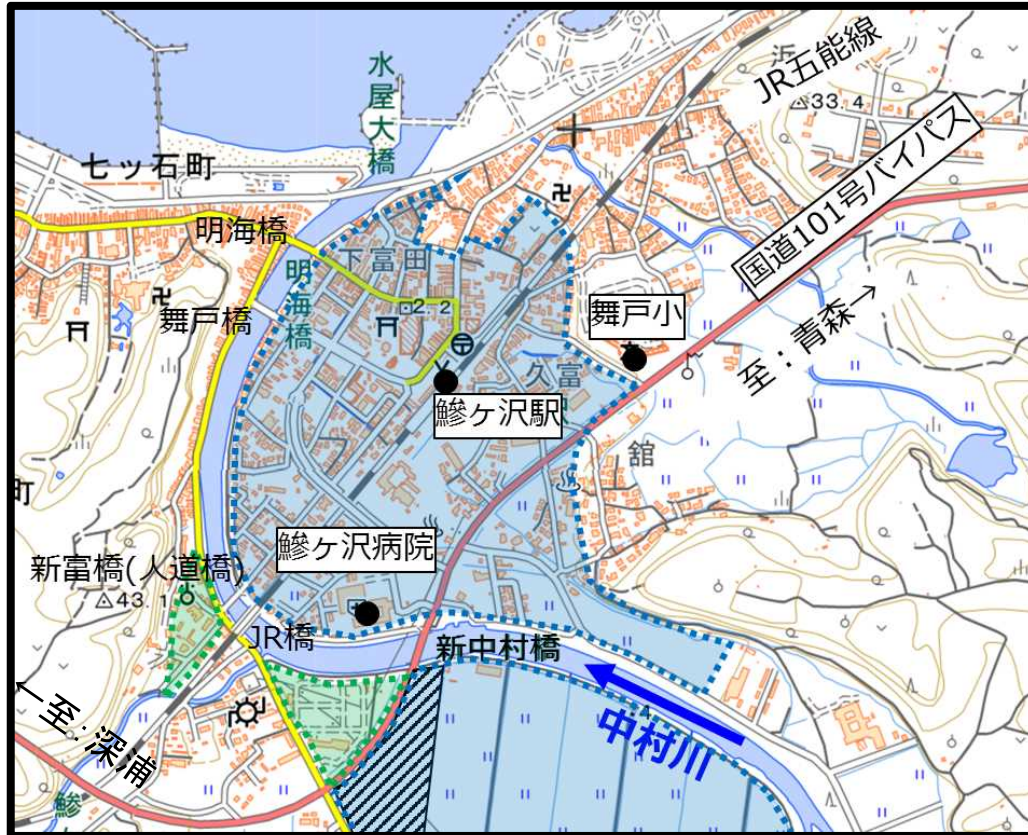 水屋大橋
浜
JR五能線
33.4
七ッ石町
国道101号バイパス
明海橋
明海橋
下富田
2.2
舞戸橋
舞戸小
至：青森→
久富
鰺ヶ沢駅
舘
町
鰺ヶ沢病院
新富橋(人道橋)
43.1
JR橋
新中村橋
中村川
←至：深浦
鰺